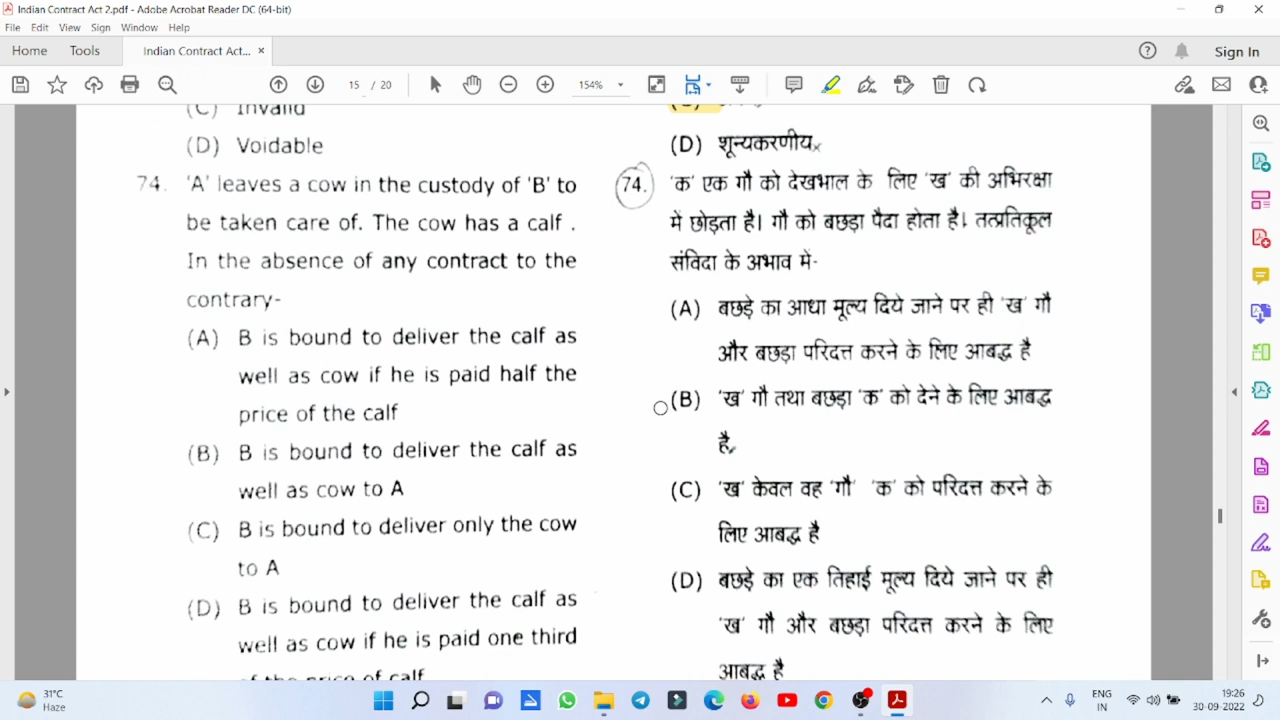 Indian Contract Act 2.pdf - Adobe Acrobat Reader DC (64-bit)
File Edit View Sign Window Help
Home Tools Indian Contract Act... × Sign In
15 / 20 154%
(C) Invalid
(D) Voidable
74. 'A' leaves a cow in the custody of 'B' to
be taken care of. The cow has a calf .
In the absence of any contract to the
contrary-
(A) B is bound to deliver the calf as
well as cow if he is paid half the
price of the calf
(B) B is bound to deliver the calf as
well as cow to A
(C) B is bound to deliver only the cow
to A
(D) B is bound to deliver the calf as
well as cow if he is paid one third
of the price of calf
(D) शून्यकरणीय
74. 'क' एक गौ को देखभाल के लिए 'ख' की अभिरक्षा
में छोड़ता है। गौ को बछड़ा पैदा होता है। तत्प्रतिकूल
संविदा के अभाव में-
(A) बछड़े का आधा मूल्य दिये जाने पर ही 'ख' गौ
और बछड़ा परिदत्त करने के लिए आबद्ध है
(B) 'ख' गौ तथा बछड़ा 'क' को देने के लिए आबद्ध
है
(C) 'ख' केवल वह 'गौ' 'क' को परिदत्त करने के
लिए आबद्ध है
(D) बछड़े का एक तिहाई मूल्य दिये जाने पर ही
'ख' गौ और बछड़ा परिदत्त करने के लिए
आबद्ध है
31°C
Haze
ENG
IN
19:26
30-09-2022